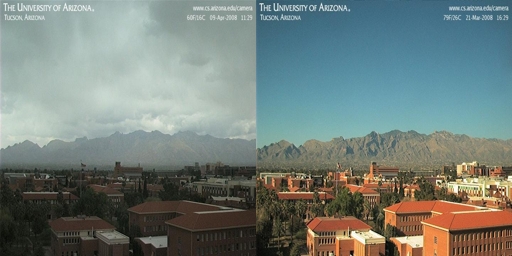 THE UNIVERSITY OF ARIZONA®
www.cs.arizona.edu/camera
TUCSON, ARIZONA
60F/16C 09-Apr-2008 11:29
THE UNIVERSITY OF ARIZONA®
www.cs.arizona.edu/camera
TUCSON, ARIZONA
79F/26C 21-Mar-2008 16:29